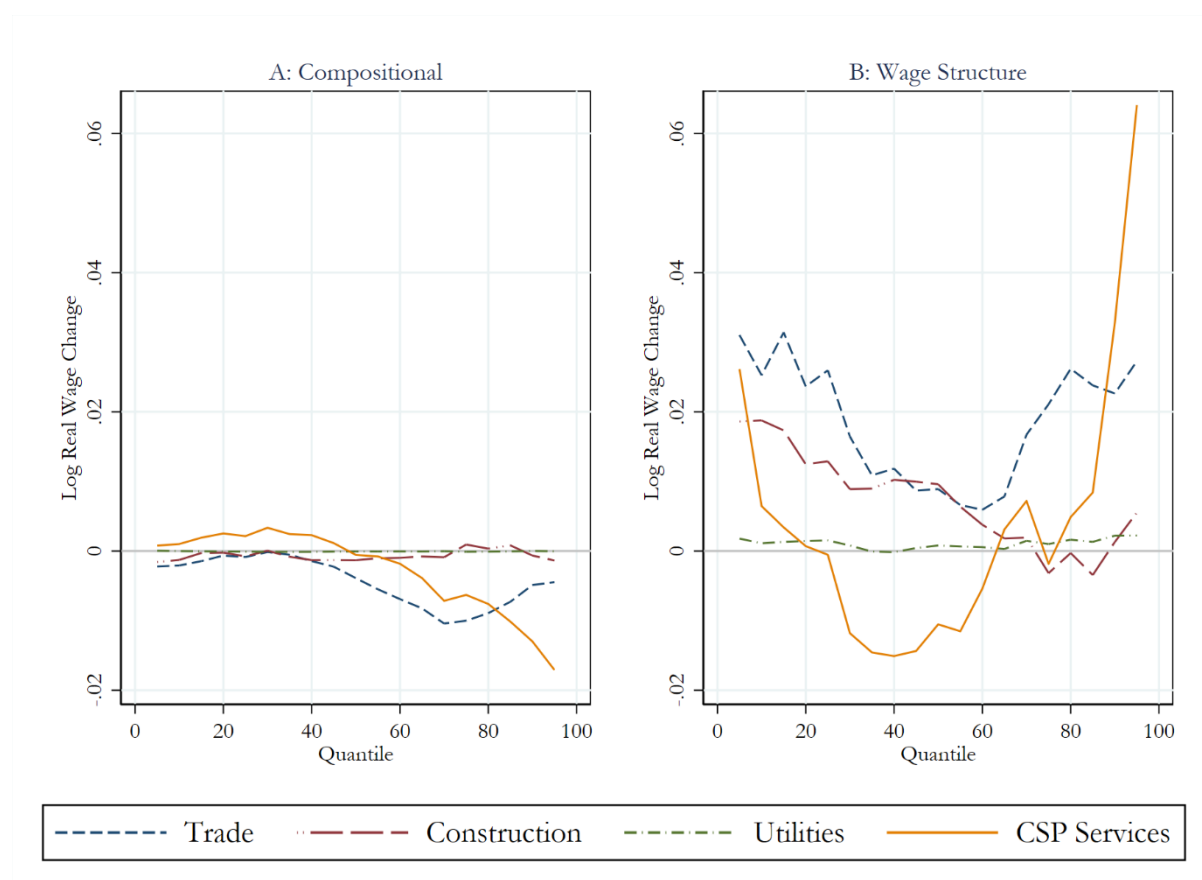 A: Compositional
B: Wage Structure
Log Real Wage Change
.06
.04
.02
0
-.02
0 20 40 60 80 100
Quantile
Log Real Wage Change
.06
.04
.02
0
-.02
0 20 40 60 80 100
Quantile
Trade Construction Utilities CSP Services